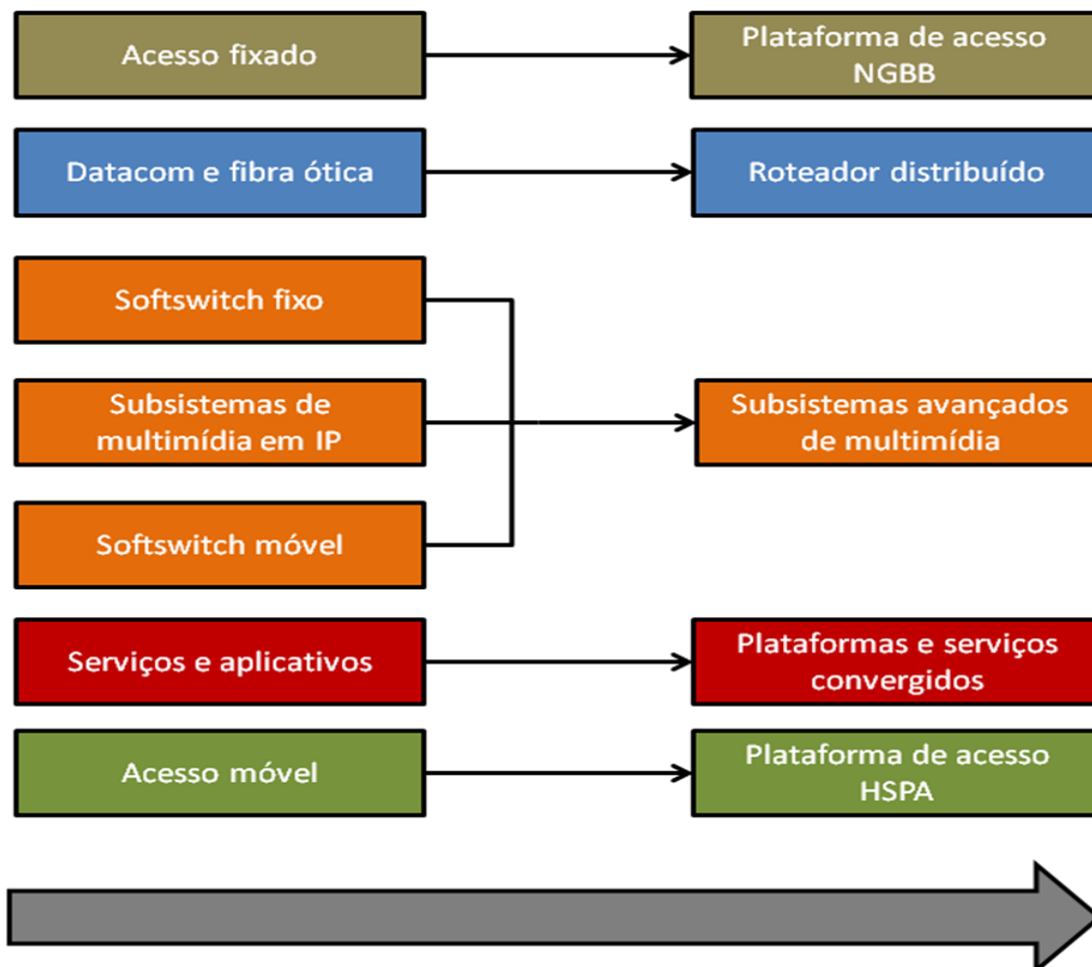 Acesso fixado
Plataforma de acesso
NGBB
Datacom e fibra ótica
Roteador distribuído
Softswitch fixo
Subsistemas de
multimídia em IP
Subsistemas avançados
de multimídia
Softswitch móvel
Serviços e aplicativos
Plataformas e serviços
convergidos
Acesso móvel
Plataforma de acesso
HSPA